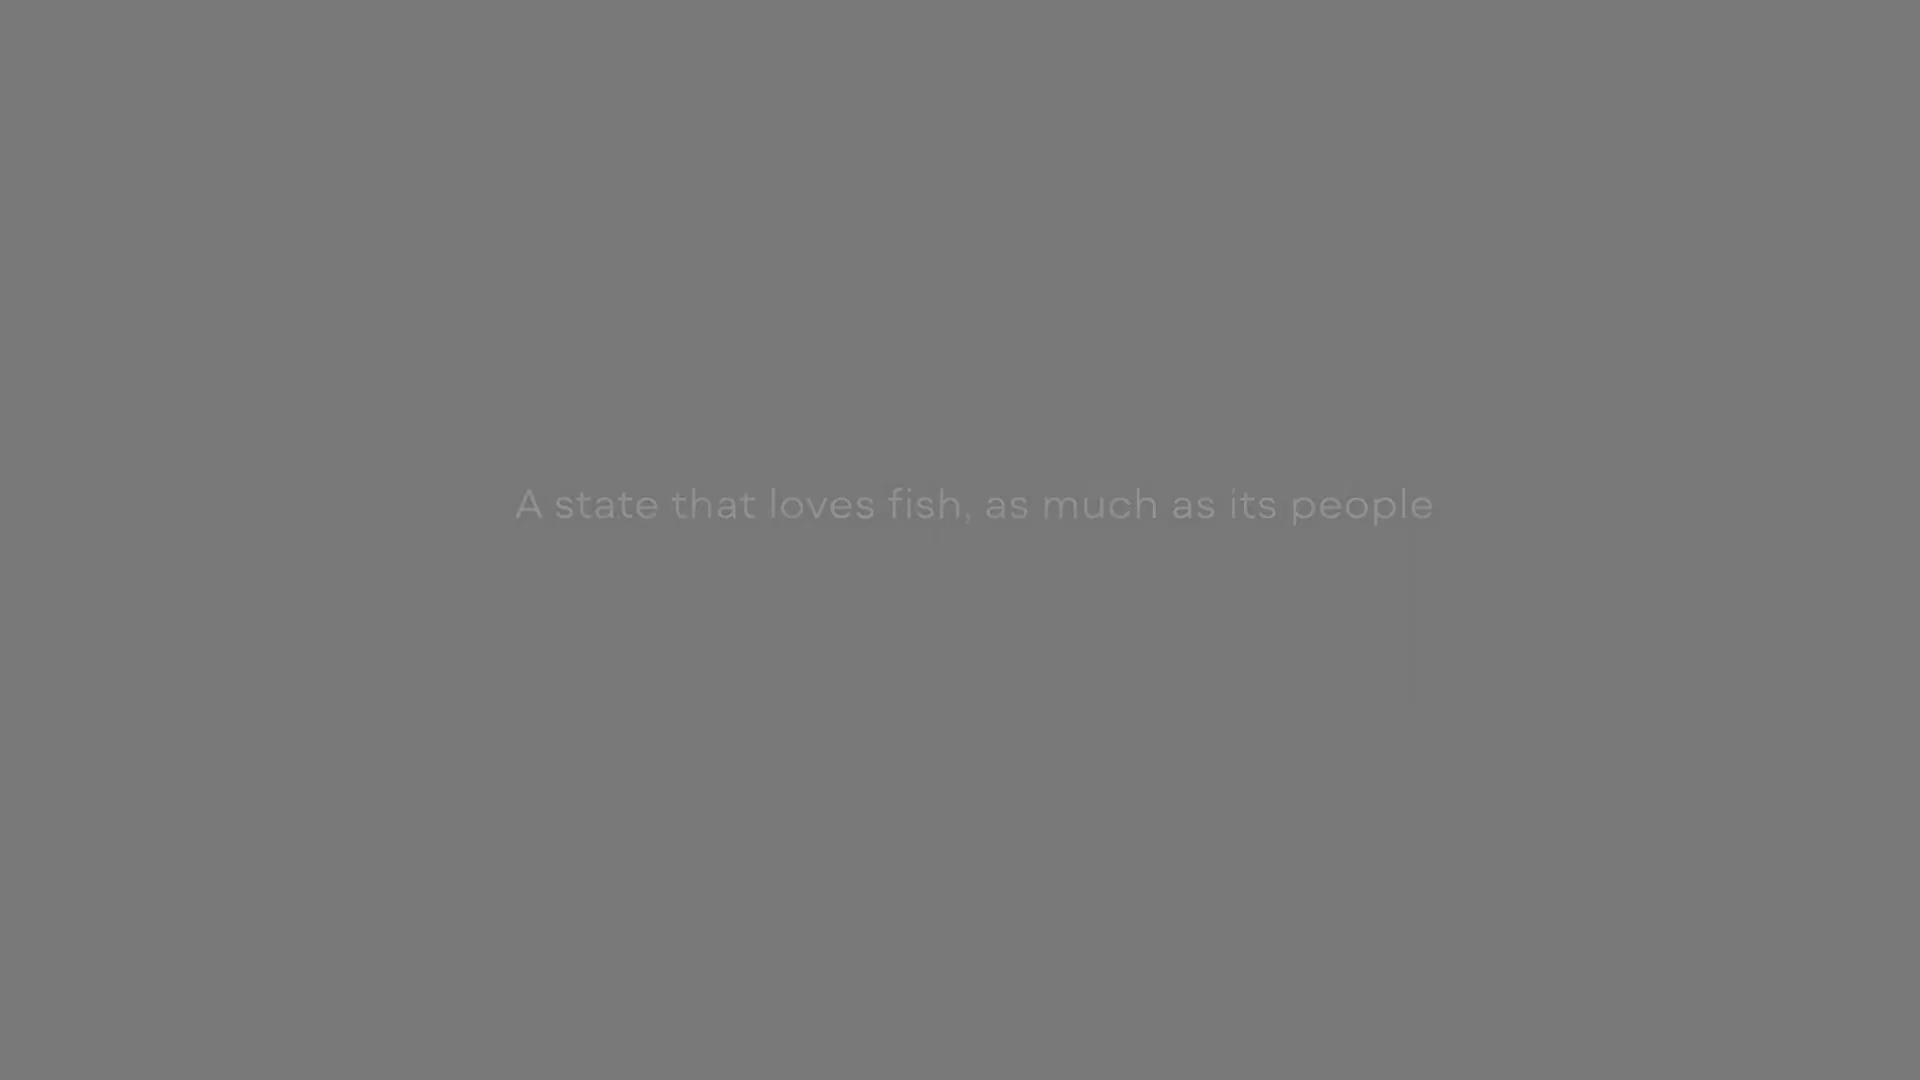 A state that loves fish, as much as its people